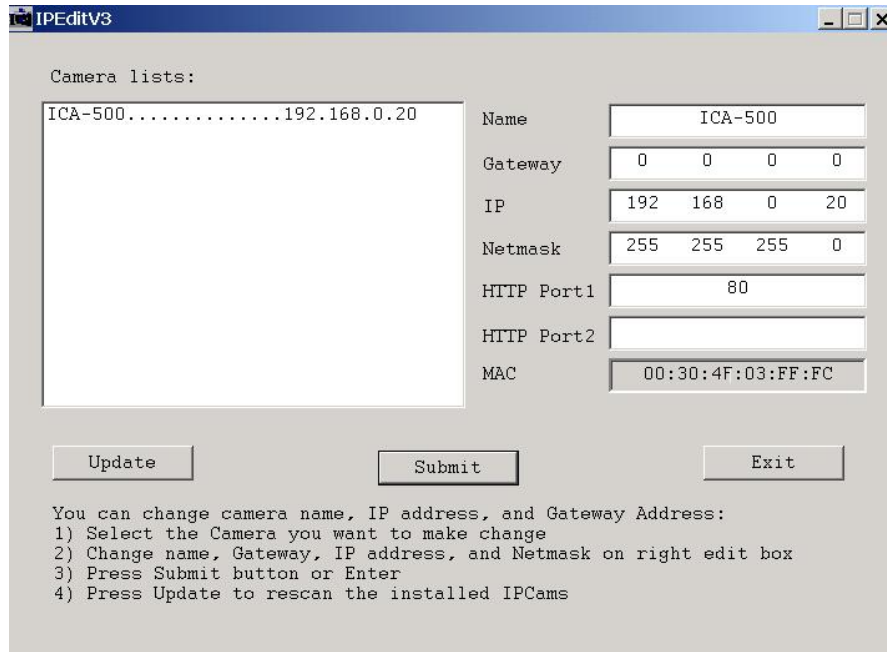 IPEditV3
Camera lists:
ICA-500..............192.168.0.20
Name ICA-500
Gateway 0 0 0 0
IP 192 168 0 20
Netmask 255 255 255 0
HTTP Port1 80
HTTP Port2
MAC 00:30:4F:03:FF:FC
Update Submit Exit
You can change camera name, IP address, and Gateway Address:
1) Select the Camera you want to make change
2) Change name, Gateway, IP address, and Netmask on right edit box
3) Press Submit button or Enter
4) Press Update to rescan the installed IPCams